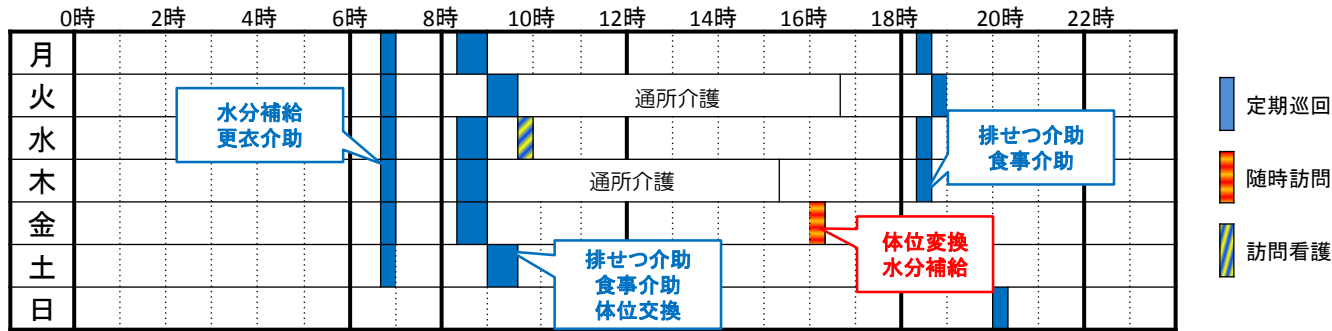 0時 2時 4時 6時 8時 10時 12時 14時 16時 18時 20時 22時
月
火
通所介護
水
木
通所介護
金
土
日
水分補給
更衣介助
排せつ介助
食事介助
体位交換
体位変換
水分補給
排せつ介助
食事介助
定期巡回
随時訪問
訪問看護